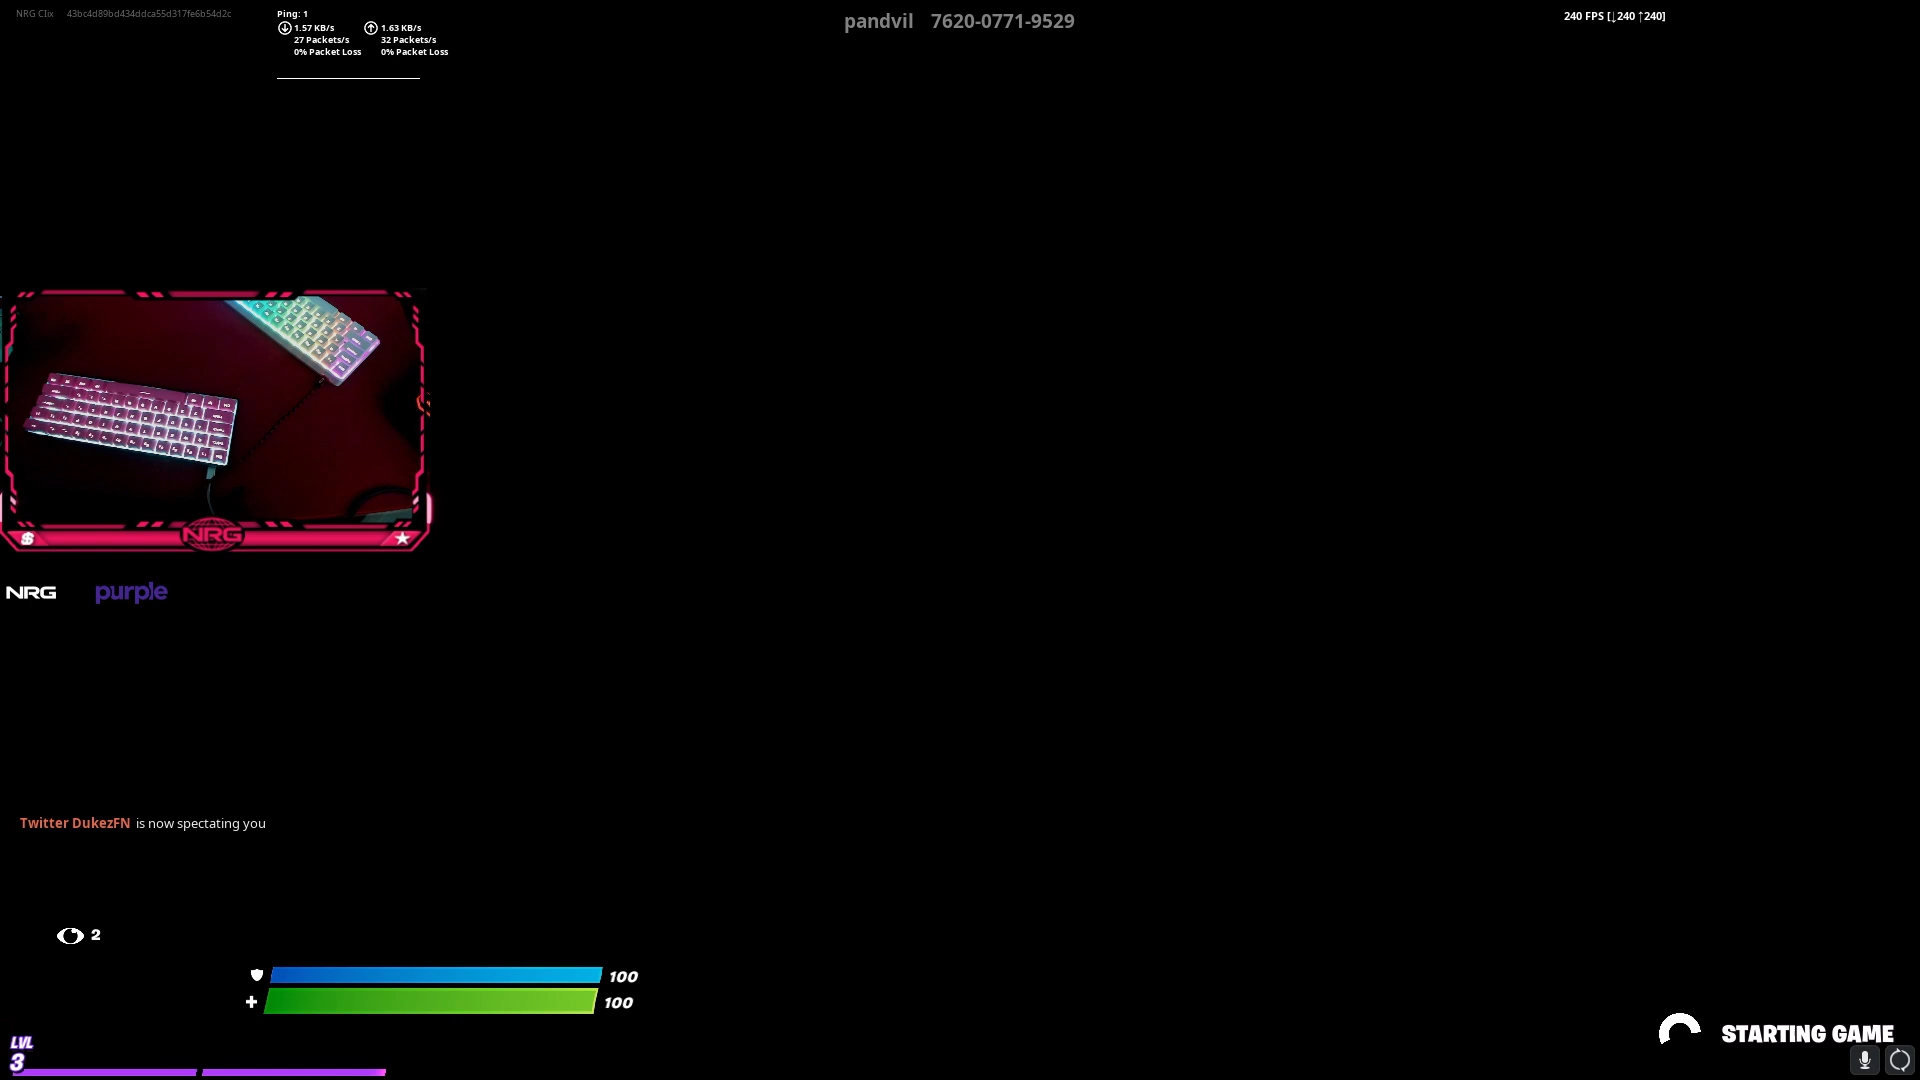 NRG Clix 43bc4d89bd434ddca55d317fe6b54d2c
Ping: 1
1.57 KB/s 1.63 KB/s
27 Packets/s 32 Packets/s
0% Packet Loss 0% Packet Loss
pandvil 7620-0771-9529
240 FPS [↓240 ↑240]
$
NRG
NRG purple
Twitter DukezFN is now spectating you
2
100
100
LVL
3
STARTING GAME